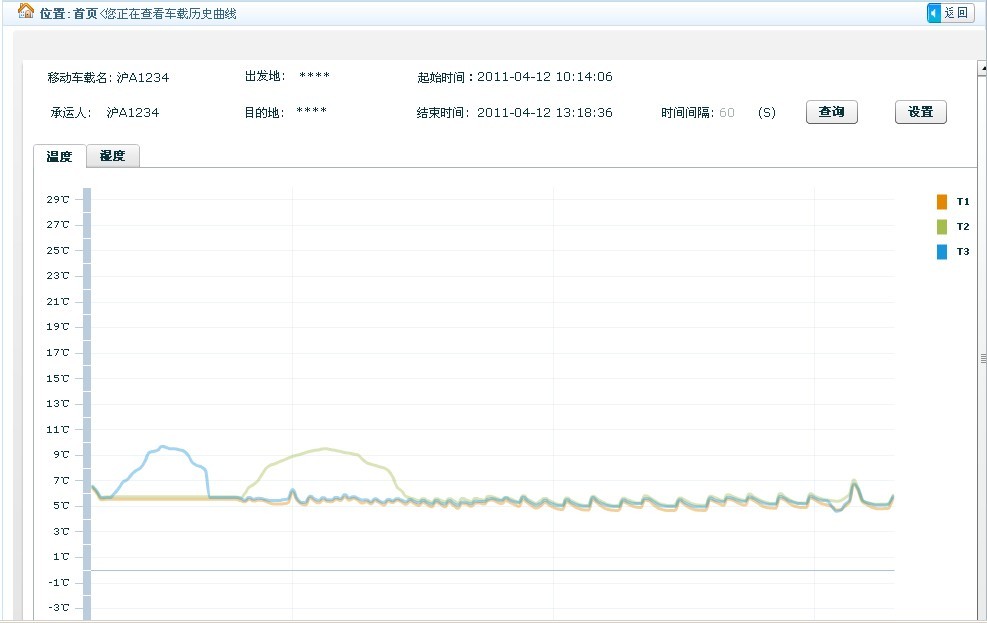 位置：首页<您正在查看车载历史曲线 返回
移动车载名：沪A1234 出发地： **** 起始时间：2011-04-12 10:14:06
承运人： 沪A1234 目的地： **** 结束时间：2011-04-12 13:18:36 时间间隔：60 (S) 查询 设置
温度 湿度
29℃
27℃
25℃
23℃
21℃
19℃
17℃
15℃
13℃
11℃
9℃
7℃
5℃
3℃
1℃
-1℃
-3℃
T1
T2
T3